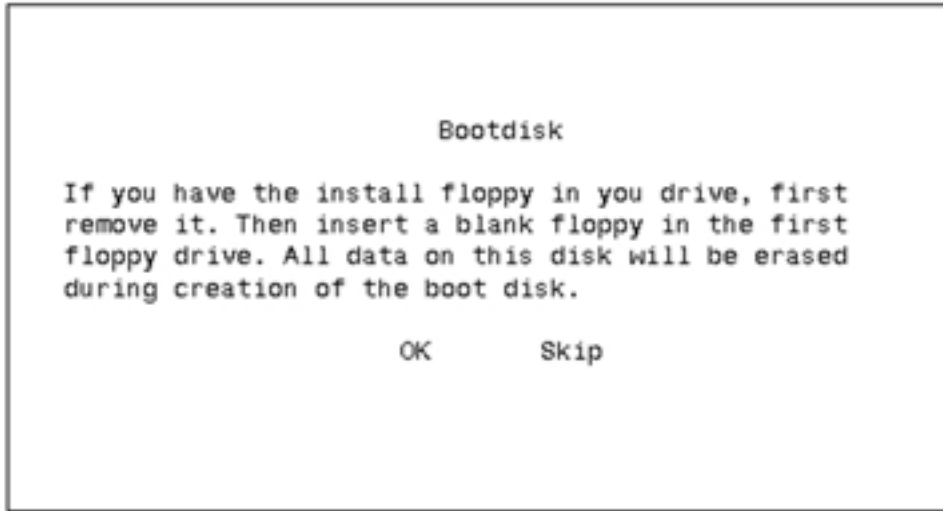 Bootdisk
If you have the install floppy in you drive, first
remove it. Then insert a blank floppy in the first
floppy drive. All data on this disk will be erased
during creation of the boot disk.
OK Skip